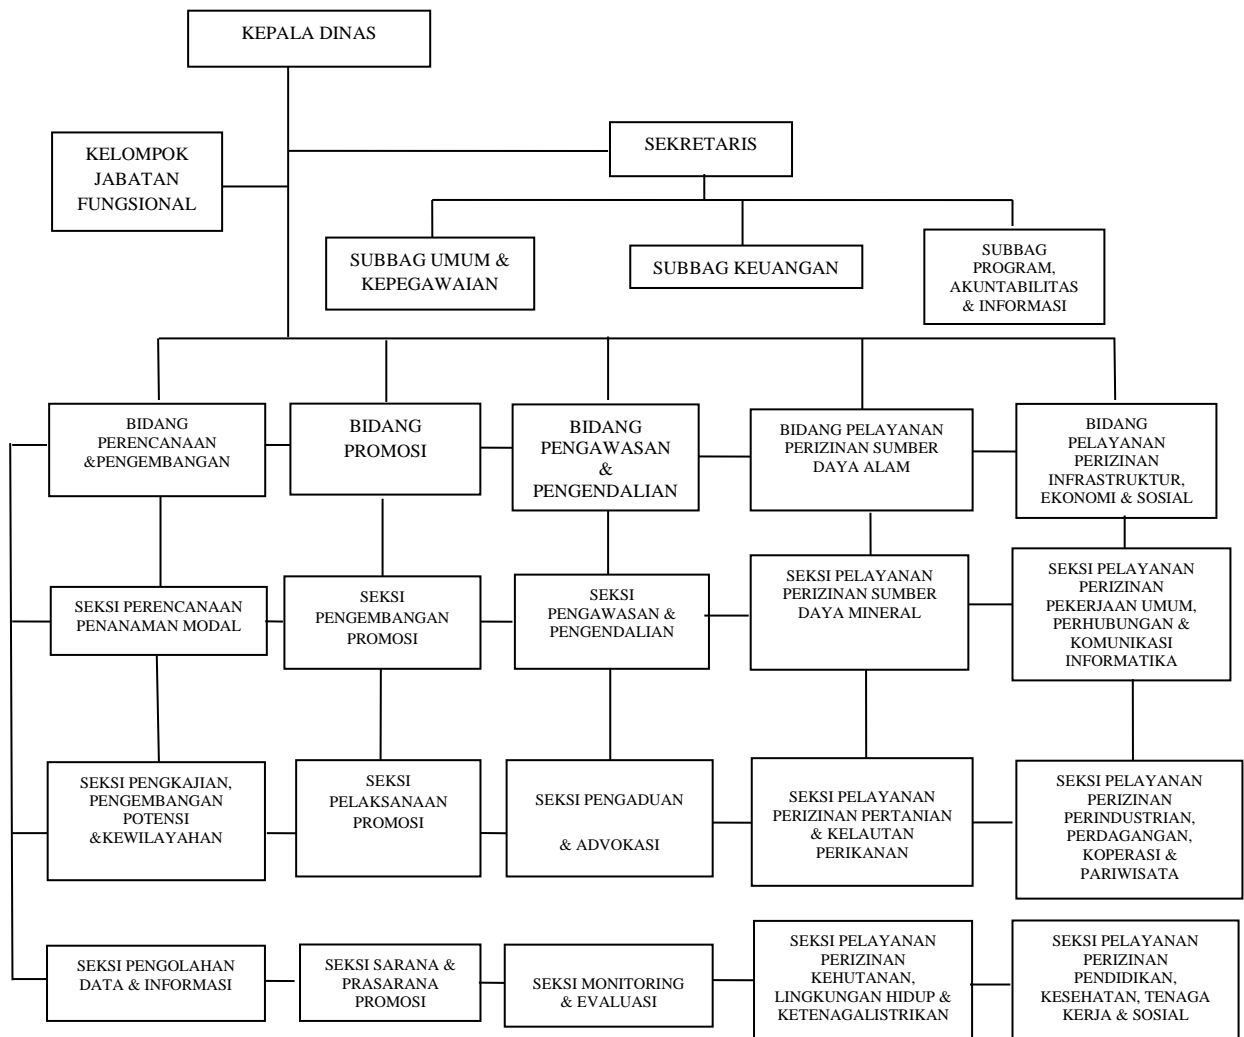 KEPALA DINAS
KELOMPOK
JABATAN
FUNGSIONAL
SEKRETARIS
SUBBAG UMUM &
KEPEGAWAIAN
SUBBAG KEUANGAN
SUBBAG
PROGRAM,
AKUNTABILITAS
& INFORMASI
BIDANG
PERENCANAAN
&PENGEMBANGAN
BIDANG
PROMOSI
BIDANG
PENGAWASAN
&
PENGENDALIAN
BIDANG PELAYANAN
PERIZINAN SUMBER
DAYA ALAM
BIDANG
PELAYANAN
PERIZINAN
INFRASTRUKTUR,
EKONOMI & SOSIAL
SEKSI PERENCANAAN
PENANAMAN MODAL
SEKSI
PENGEMBANGAN
PROMOSI
SEKSI
PENGAWASAN &
PENGENDALIAN
SEKSI PELAYANAN
PERIZINAN SUMBER
DAYA MINERAL
SEKSI PELAYANAN
PERIZINAN
PEKERJAAN UMUM,
PERHUBUNGAN &
KOMUNIKASI
INFORMATIKA
SEKSI PENGKAJIAN,
PENGEMBANGAN
POTENSI
&KEWILAYAHAN
SEKSI
PELAKSANAAN
PROMOSI
SEKSI PENGADUAN
& ADVOKASI
SEKSI PELAYANAN
PERIZINAN PERTANIAN
& KELAUTAN
PERIKANAN
SEKSI PELAYANAN
PERIZINAN
PERINDUSTRIAN,
PERDAGANGAN,
KOPERASI &
PARIWISATA
SEKSI PENGOLAHAN
DATA & INFORMASI
SEKSI SARANA &
PRASARANA
PROMOSI
SEKSI MONITORING
& EVALUASI
SEKSI PELAYANAN
PERIZINAN
KEHUTANAN,
LINGKUNGAN HIDUP &
KETENAGALISTRIKAN
SEKSI PELAYANAN
PERIZINAN
PENDIDIKAN,
KESEHATAN, TENAGA
KERJA & SOSIAL